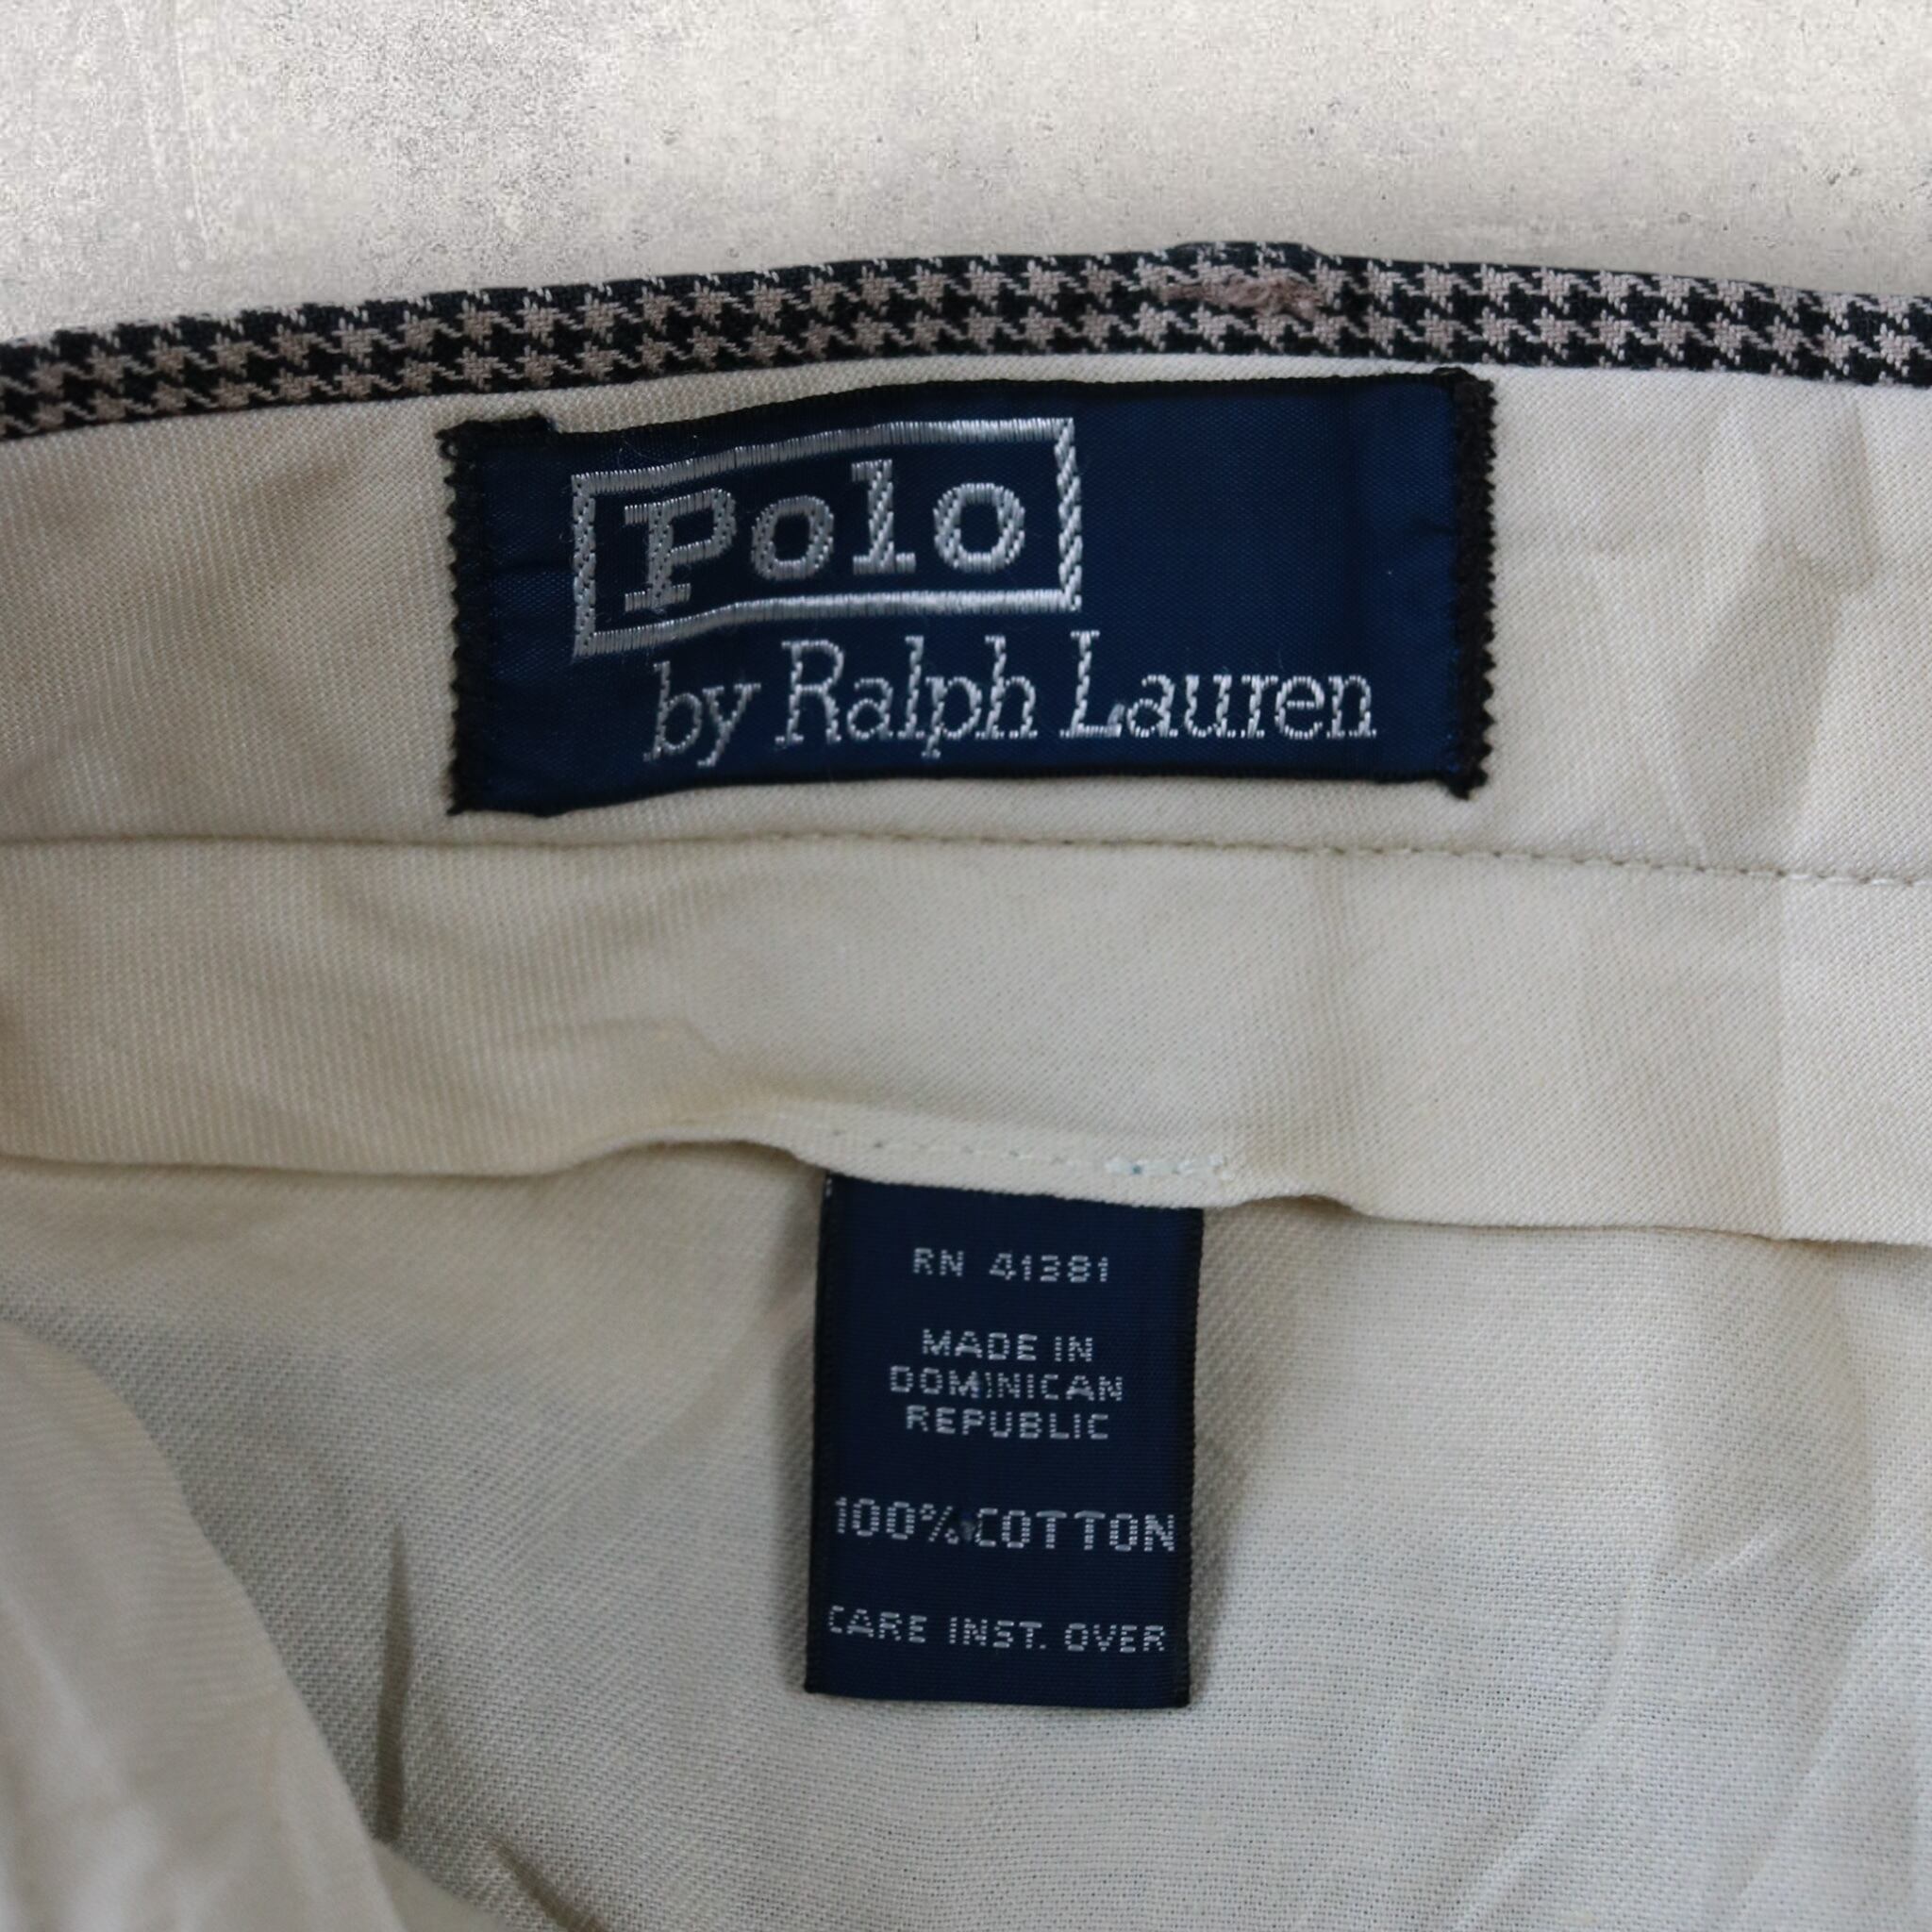 Polo
by Ralph Lauren
RN 41381
MADE IN
DOMINICAN
REPUBLIC
100% COTTON
CARE INST. OVER